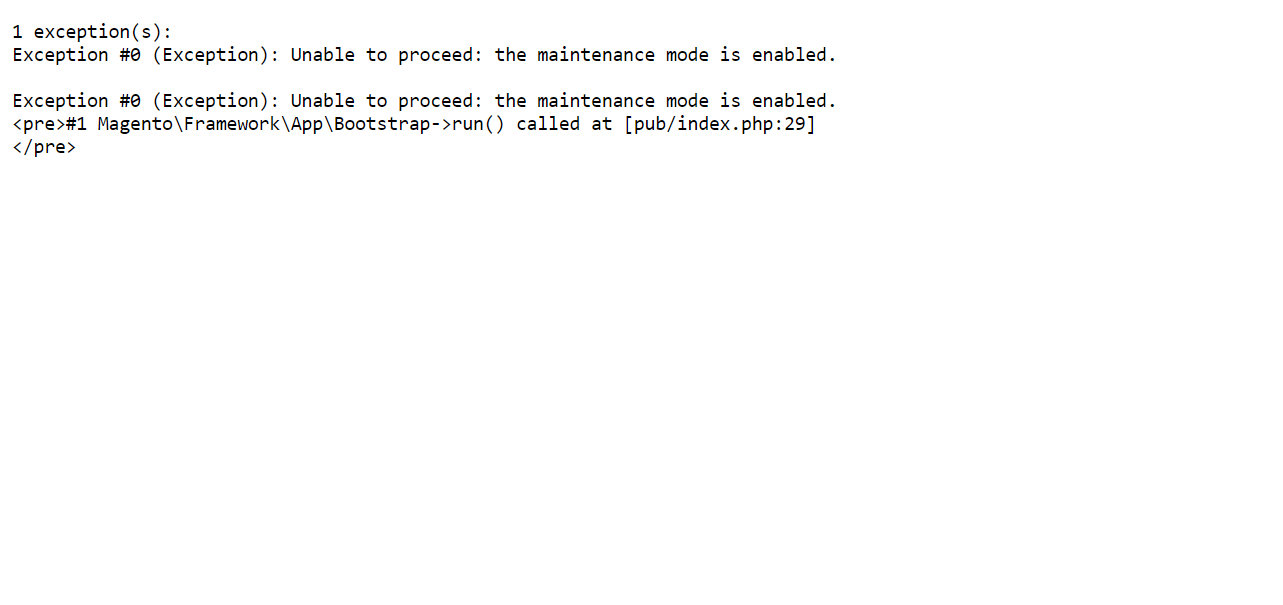 1 exception(s):
Exception #0 (Exception): Unable to proceed: the maintenance mode is enabled.
Exception #0 (Exception): Unable to proceed: the maintenance mode is enabled.
<pre>#1 Magento\Framework\App\Bootstrap->run() called at [pub/index.php:29]
</pre>